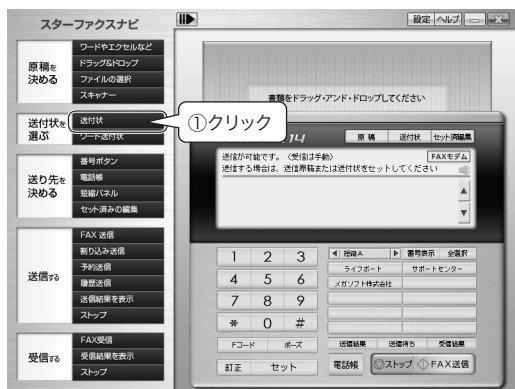 スターファクスナビ
設定 ヘルプ
原稿を
決める
ワードやエクセルなど
ドラッグ&ドロップ
ファイルの選択
スキャナー
書類をドラッグ・アンド・ドロップしてください
送付状を
選ぶ
送付状
ワード送付状
①クリック
14
原 稿 送付状 セット済編集
送信が可能です。（受信は手動） FAXモデム
送信する場合は、送信原稿または送付状をセットしてください
送り先を
決める
番号ボタン
電話帳
短縮パネル
セット済みの編集
送信する
FAX 送信
割り込み送信
予約送信
履歴送信
送信結果を表示
ストップ
受信する
FAX受信
受信結果を表示
ストップ
1 2 3
4 5 6
7 8 9
* 0 #
Fコード ポーズ
訂正 セット
短縮A 番号表示 全選択
ライフボート サポートセンター
メガソフト株式会社
送信結果 送信待ち 受信結果
電話帳 ストップ FAX送信